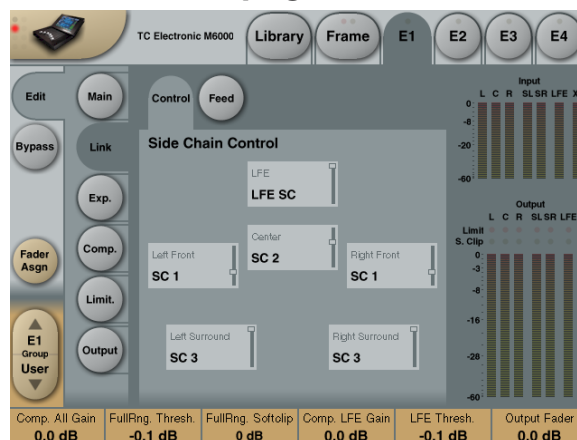 TC Electronic M6000
Library
Frame
E1
E2
E3
E4
Edit
Bypass
Fader
Asgn
E1
Group
User
Main
Link
Exp.
Comp.
Limit.
Output
Control
Feed
Side Chain Control
LFE
LFE SC
Center
SC 2
Left Front
SC 1
Right Front
SC 1
Left Surround
SC 3
Right Surround
SC 3
Input
L C R SL SR LFE X
0
-8
-20
-60
Output
L C R SL SR LFE
Limit
S. Clip
0
-3
-8
-16
-28
-60
Comp. All Gain
0.0 dB
FullRng. Thresh.
-0.1 dB
FullRng. Softclip
0 dB
Comp. LFE Gain
0.0 dB
LFE Thresh.
-0.1 dB
Output Fader
0.0 dB